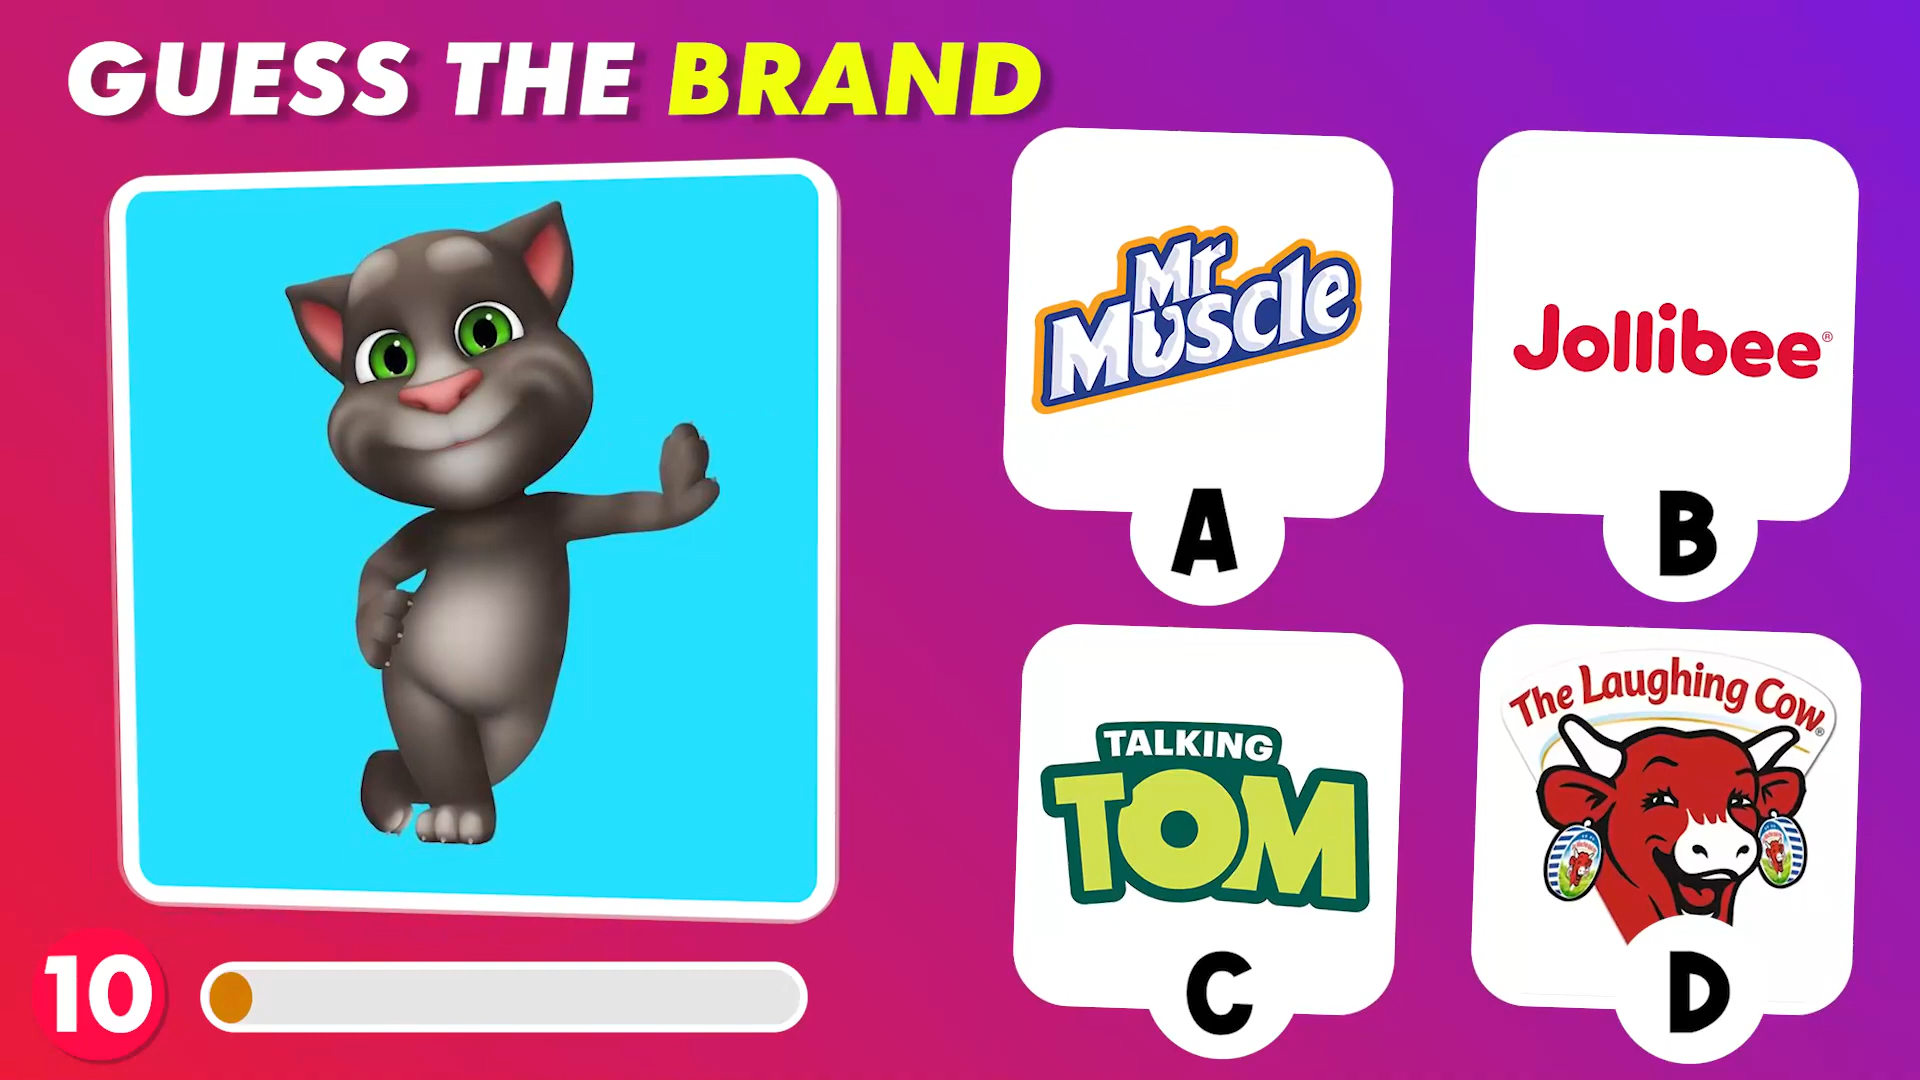 GUESS THE BRAND
Mr
Muscle
Jollibee®
A
B
TALKING
TOM
The Laughing Cow®
C
D
10